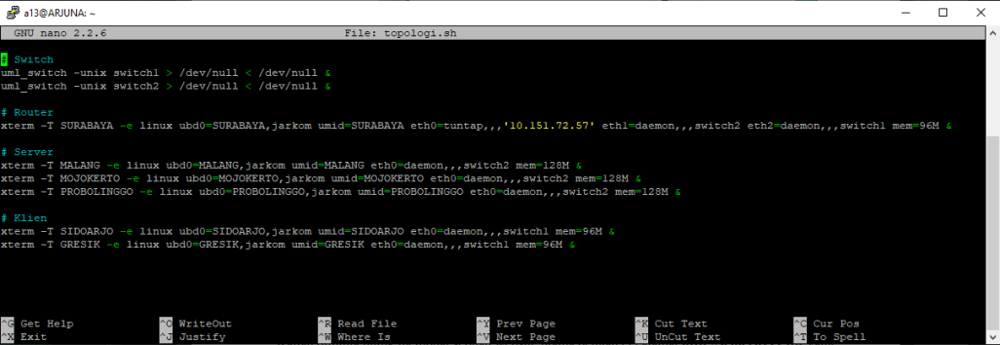 a13@ARJUNA: ~
GNU nano 2.2.6 File: topologi.sh
# Switch
uml_switch -unix switch1 > /dev/null < /dev/null &
uml_switch -unix switch2 > /dev/null < /dev/null &
# Router
xterm -T SURABAYA -e linux ubd0=SURABAYA,jarkom umid=SURABAYA eth0=tuntap,,,'10.151.72.57' eth1=daemon,,,switch2 eth2=daemon,,,switch1 mem=96M &
# Server
xterm -T MALANG -e linux ubd0=MALANG,jarkom umid=MALANG eth0=daemon,,,switch2 mem=128M &
xterm -T MOJOKERTO -e linux ubd0=MOJOKERTO,jarkom umid=MOJOKERTO eth0=daemon,,,switch2 mem=128M &
xterm -T PROBOLINGGO -e linux ubd0=PROBOLINGGO,jarkom umid=PROBOLINGGO eth0=daemon,,,switch2 mem=128M &
# Klien
xterm -T SIDOARJO -e linux ubd0=SIDOARJO,jarkom umid=SIDOARJO eth0=daemon,,,switch1 mem=96M &
xterm -T GRESIK -e linux ubd0=GRESIK,jarkom umid=GRESIK eth0=daemon,,,switch1 mem=96M &
^G Get Help ^O WriteOut ^R Read File ^Y Prev Page ^K Cut Text ^C Cur Pos
^X Exit ^J Justify ^W Where Is ^V Next Page ^U UnCut Text ^T To Spell